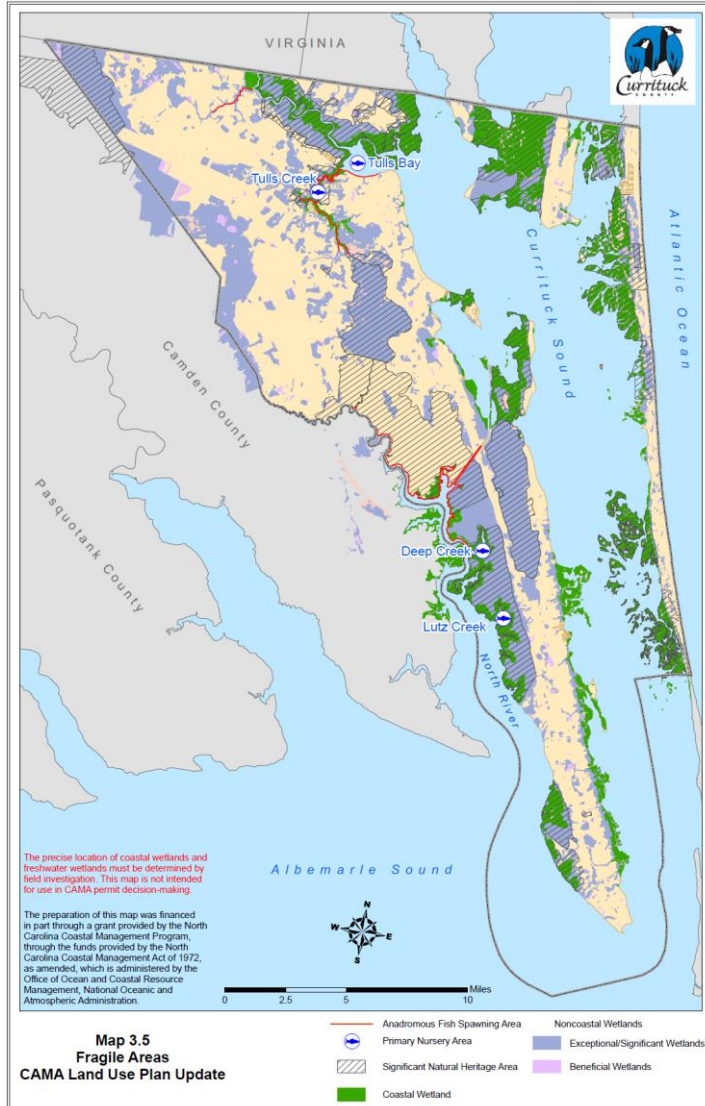 VIRGINIA
Currituck
COUNTY
Tulls Bay
Tulls Creek
Currituck Sound
Atlantic Ocean
Camden County
Pasquotank County
Deep Creek
Lutz Creek
North River
The precise location of coastal wetlands and
freshwater wetlands must be determined by
field investigation. This map is not intended
for use in CAMA permit decision-making.
Albemarle Sound
The preparation of this map was financed
in part through a grant provided by the North
Carolina Coastal Management Program,
through the funds provided by the North
Carolina Coastal Management Act of 1972,
as amended, which is administered by the
Office of Ocean and Coastal Resource
Management, National Oceanic and
Atmospheric Administration.
N
W E
S
Miles
0 2.5 5 10
Map 3.5
Fragile Areas
CAMA Land Use Plan Update
Anadromous Fish Spawning Area
Primary Nursery Area
Significant Natural Heritage Area
Coastal Wetland
Noncoastal Wetlands
Exceptional/Significant Wetlands
Beneficial Wetlands